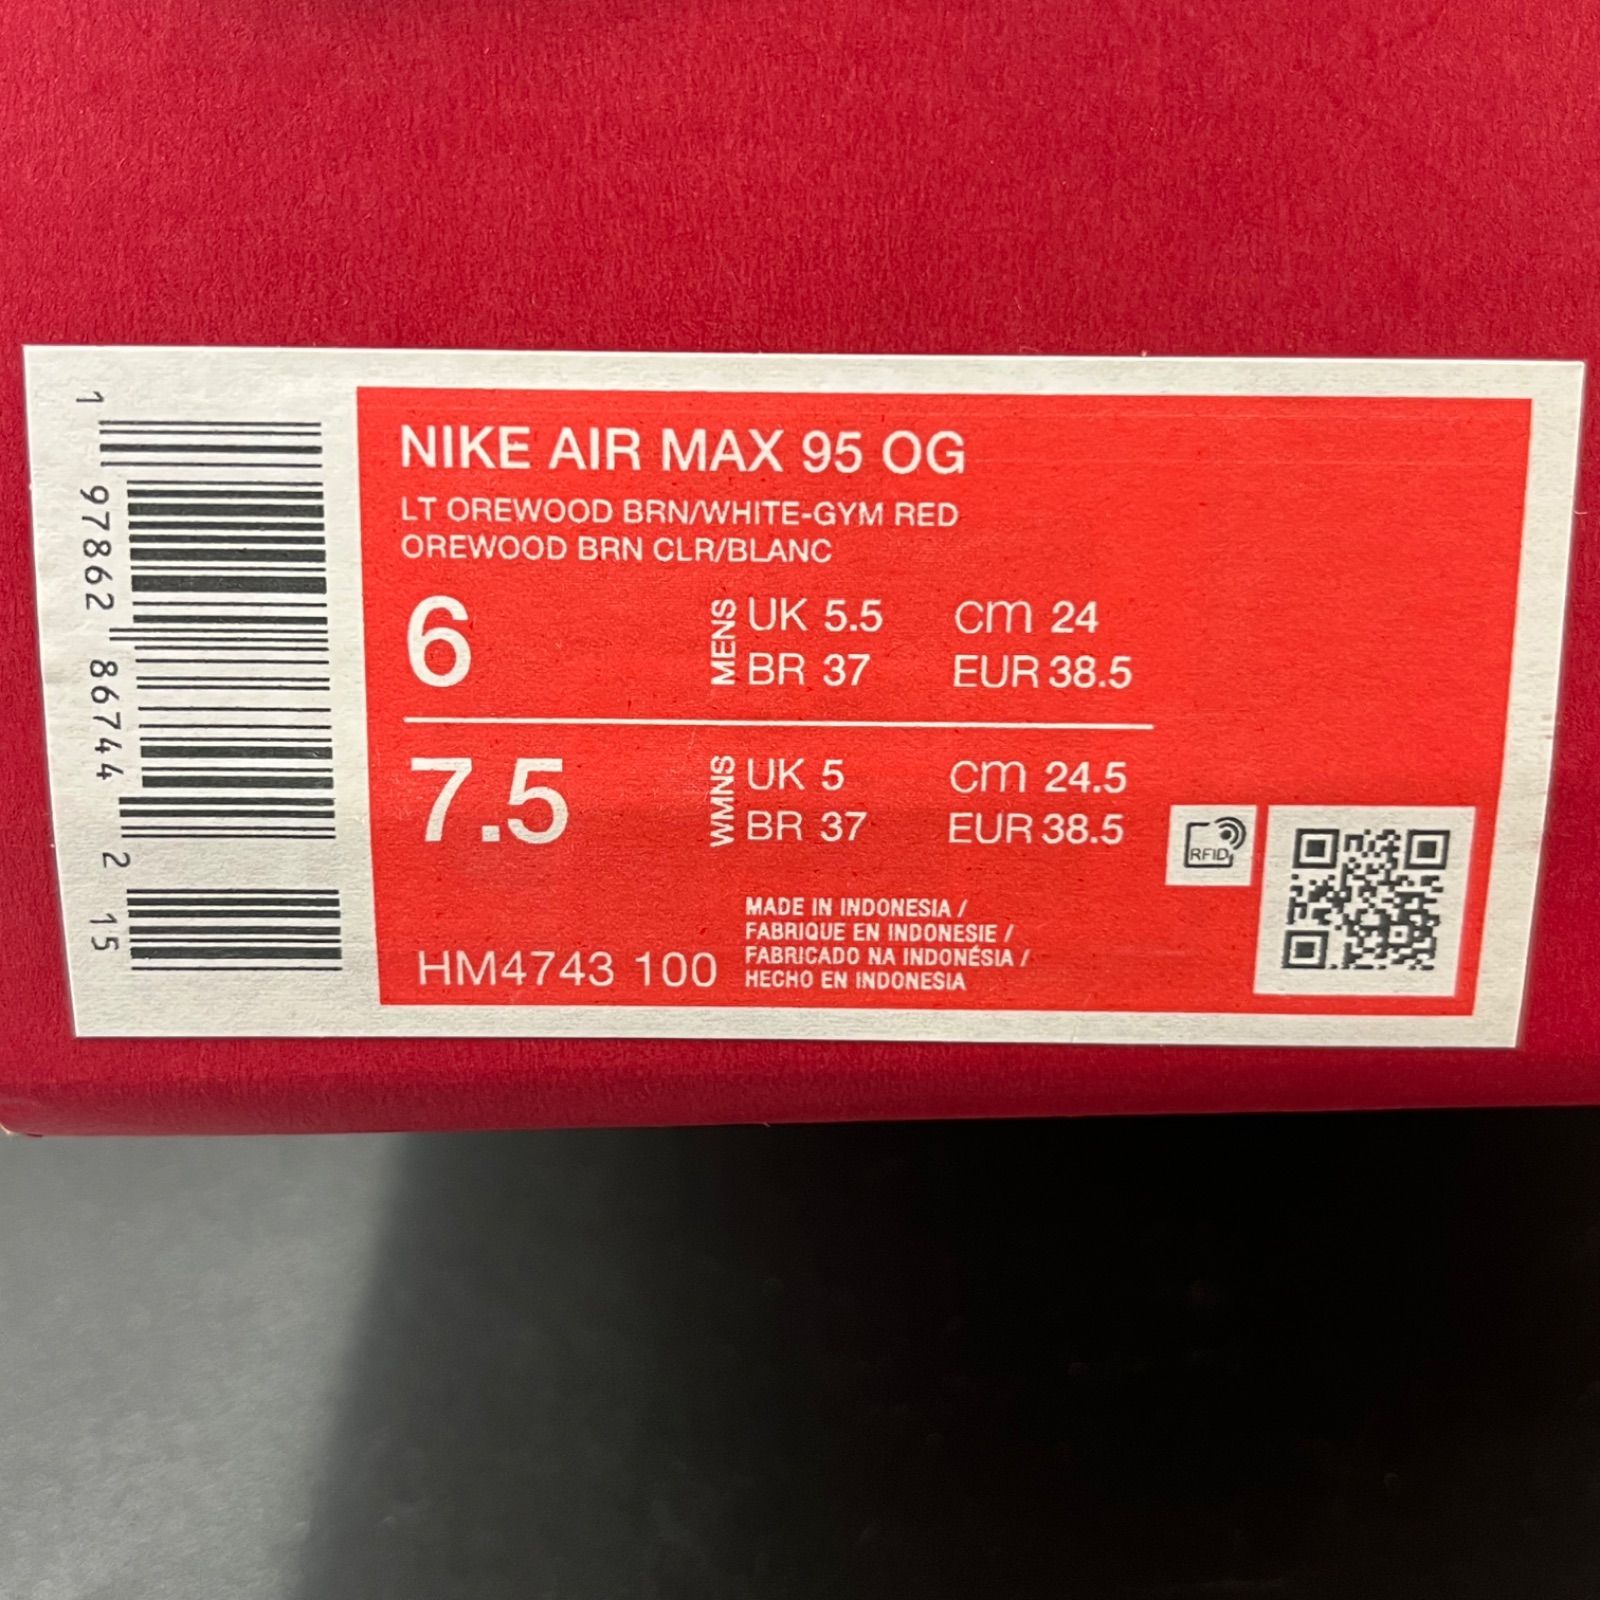 1 97862 86744 2 15
NIKE AIR MAX 95 OG
LT OREWOOD BRN/WHITE-GYM RED
OREWOOD BRN CLR/BLANC
6
MENS
UK 5.5 cm 24
BR 37 EUR 38.5
7.5
WMNS
UK 5 cm 24.5
BR 37 EUR 38.5
RFID
HM4743 100
MADE IN INDONESIA /
FABRIQUE EN INDONESIE /
FABRICADO NA INDONÉSIA /
HECHO EN INDONESIA